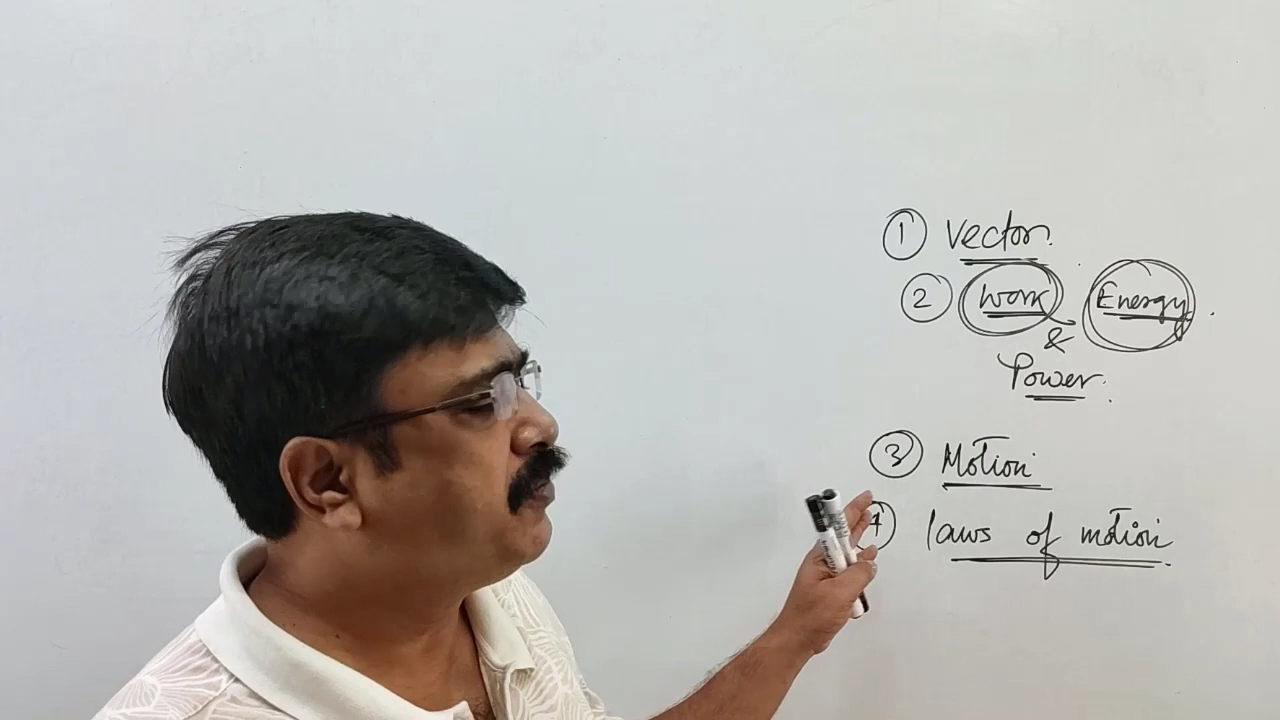 1 Vector.
2 Work Energy.
&
Power.
3 Motion
4 laws of motion